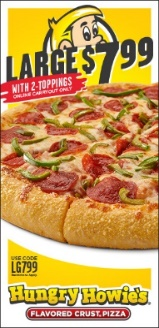 LARGE $7.99
WITH 2-TOPPINGS
ONLINE CARRYOUT ONLY
USE CODE
LG799
Hungry Howie's
FLAVORED CRUST. PIZZA